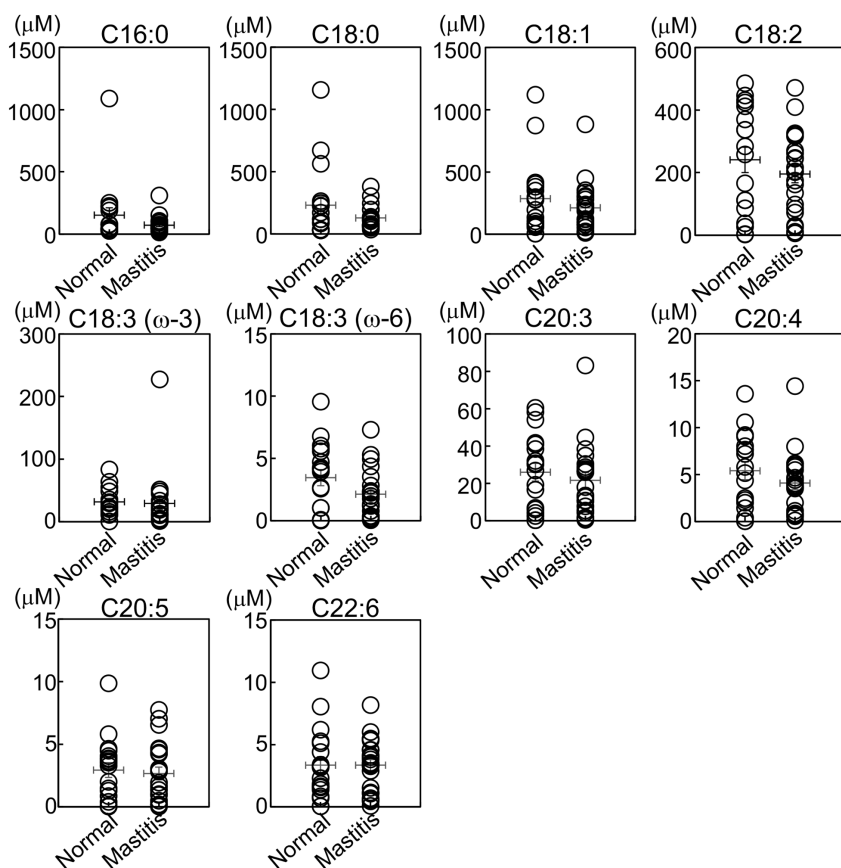 (μM) C16:0
1500
1000
500
0
Normal
Mastitis
(μM) C18:0
1500
1000
500
0
Normal
Mastitis
(μM) C18:1
1500
1000
500
0
Normal
Mastitis
(μM) C18:2
600
400
200
0
Normal
Mastitis
(μM) C18:3 (ω-3)
300
200
100
0
Normal
Mastitis
(μM) C18:3 (ω-6)
15
10
5
0
Normal
Mastitis
(μM) C20:3
100
80
60
40
20
0
Normal
Mastitis
(μM) C20:4
20
15
10
5
0
Normal
Mastitis
(μM) C20:5
15
10
5
0
Normal
Mastitis
(μM) C22:6
15
10
5
0
Normal
Mastitis